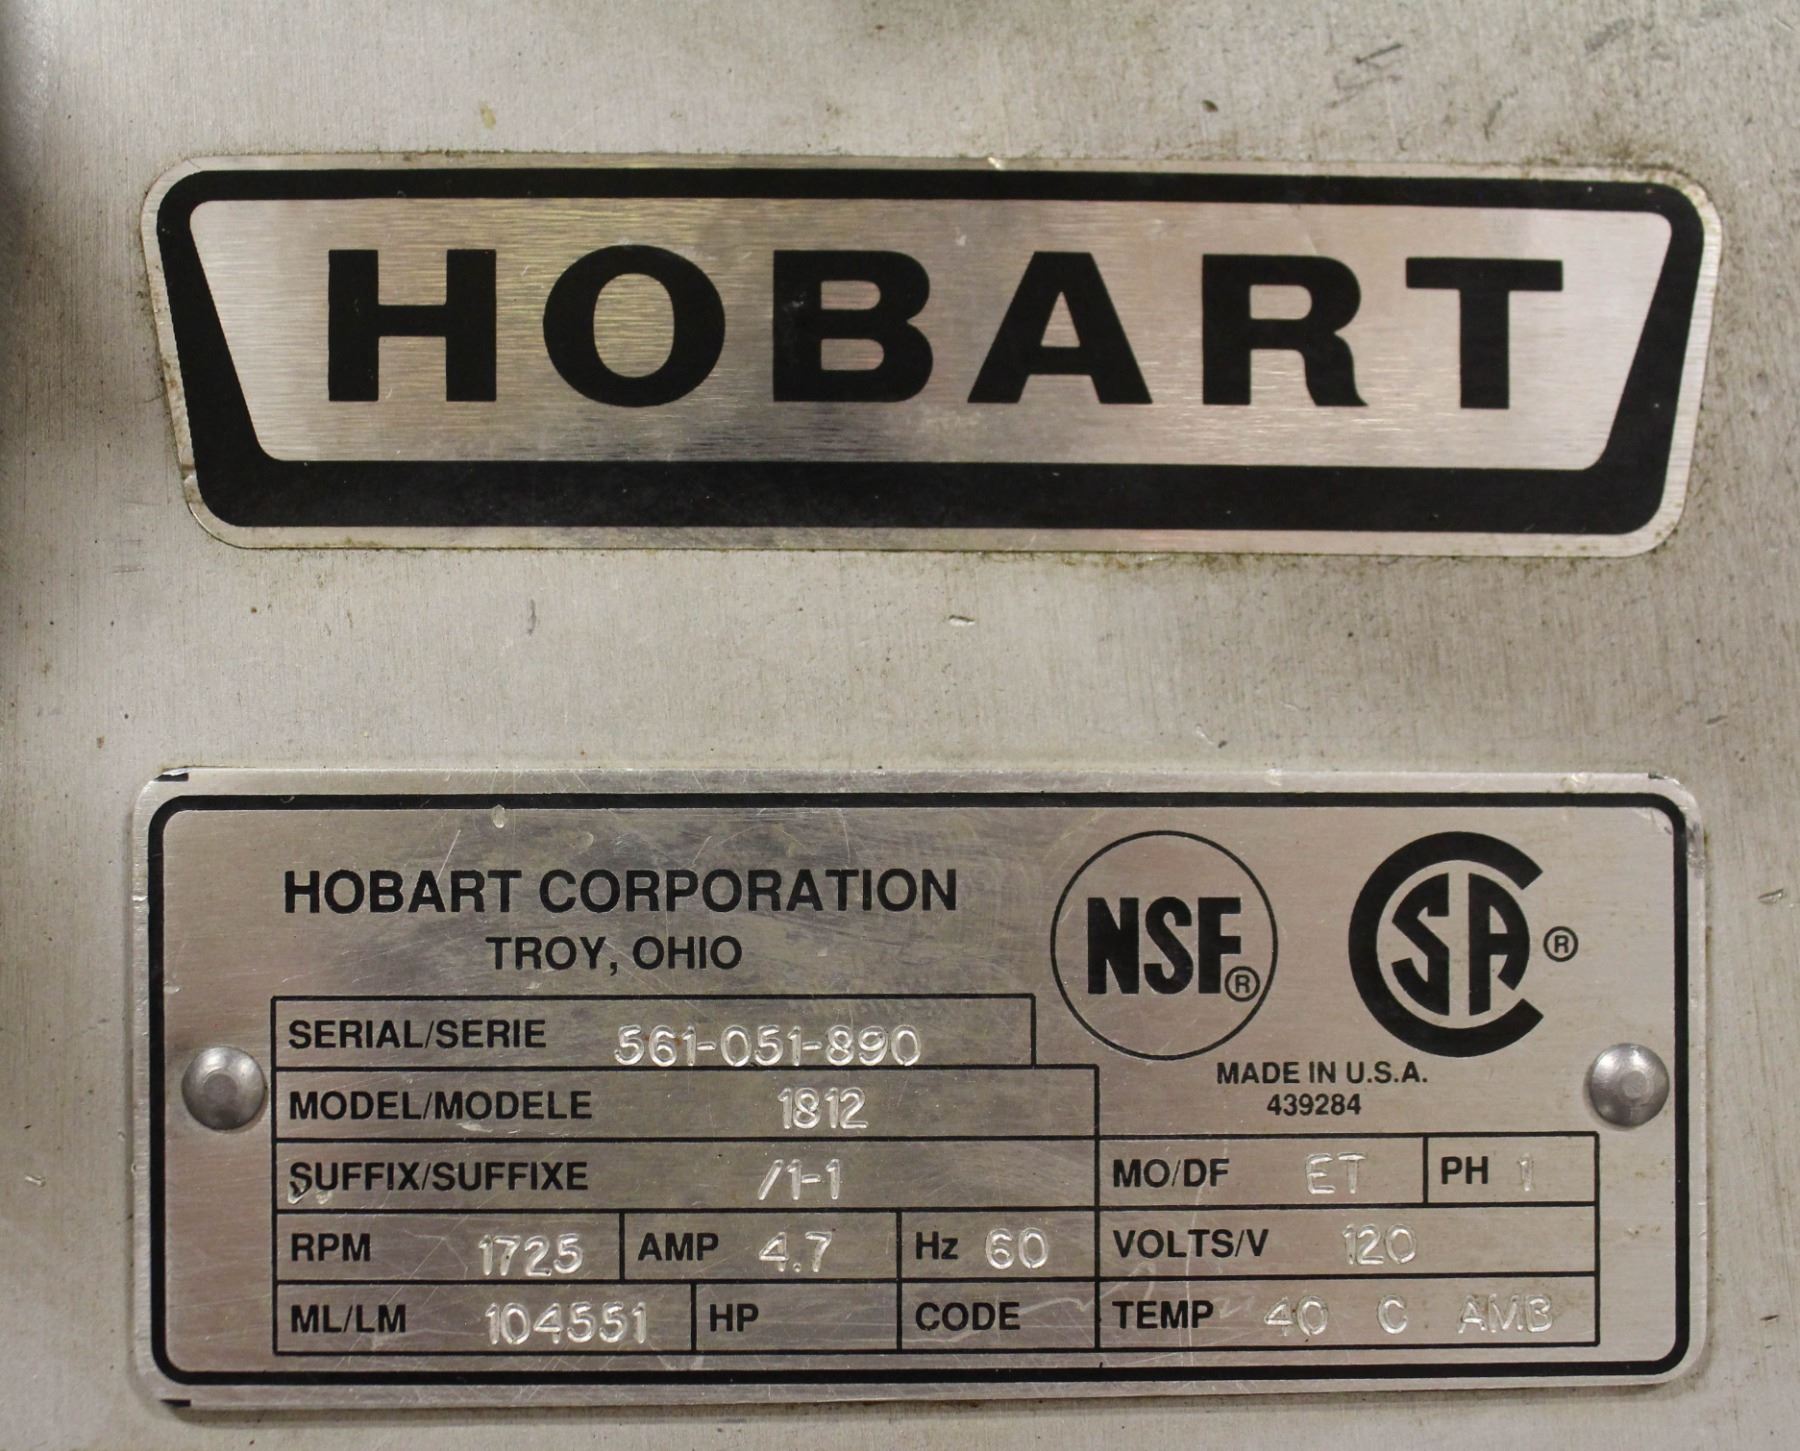 HOBART
HOBART CORPORATION
TROY, OHIO
NSF®
CSA®
MADE IN U.S.A.
439284
SERIAL/SERIE 561-051-890
MODEL/MODELE 1812
SUFFIX/SUFFIXE /1-1
MO/DF ET PH 1
RPM 1725 AMP 4.7 Hz 60 VOLTS/V 120
ML/LM 104551 HP CODE TEMP 40 C AMB